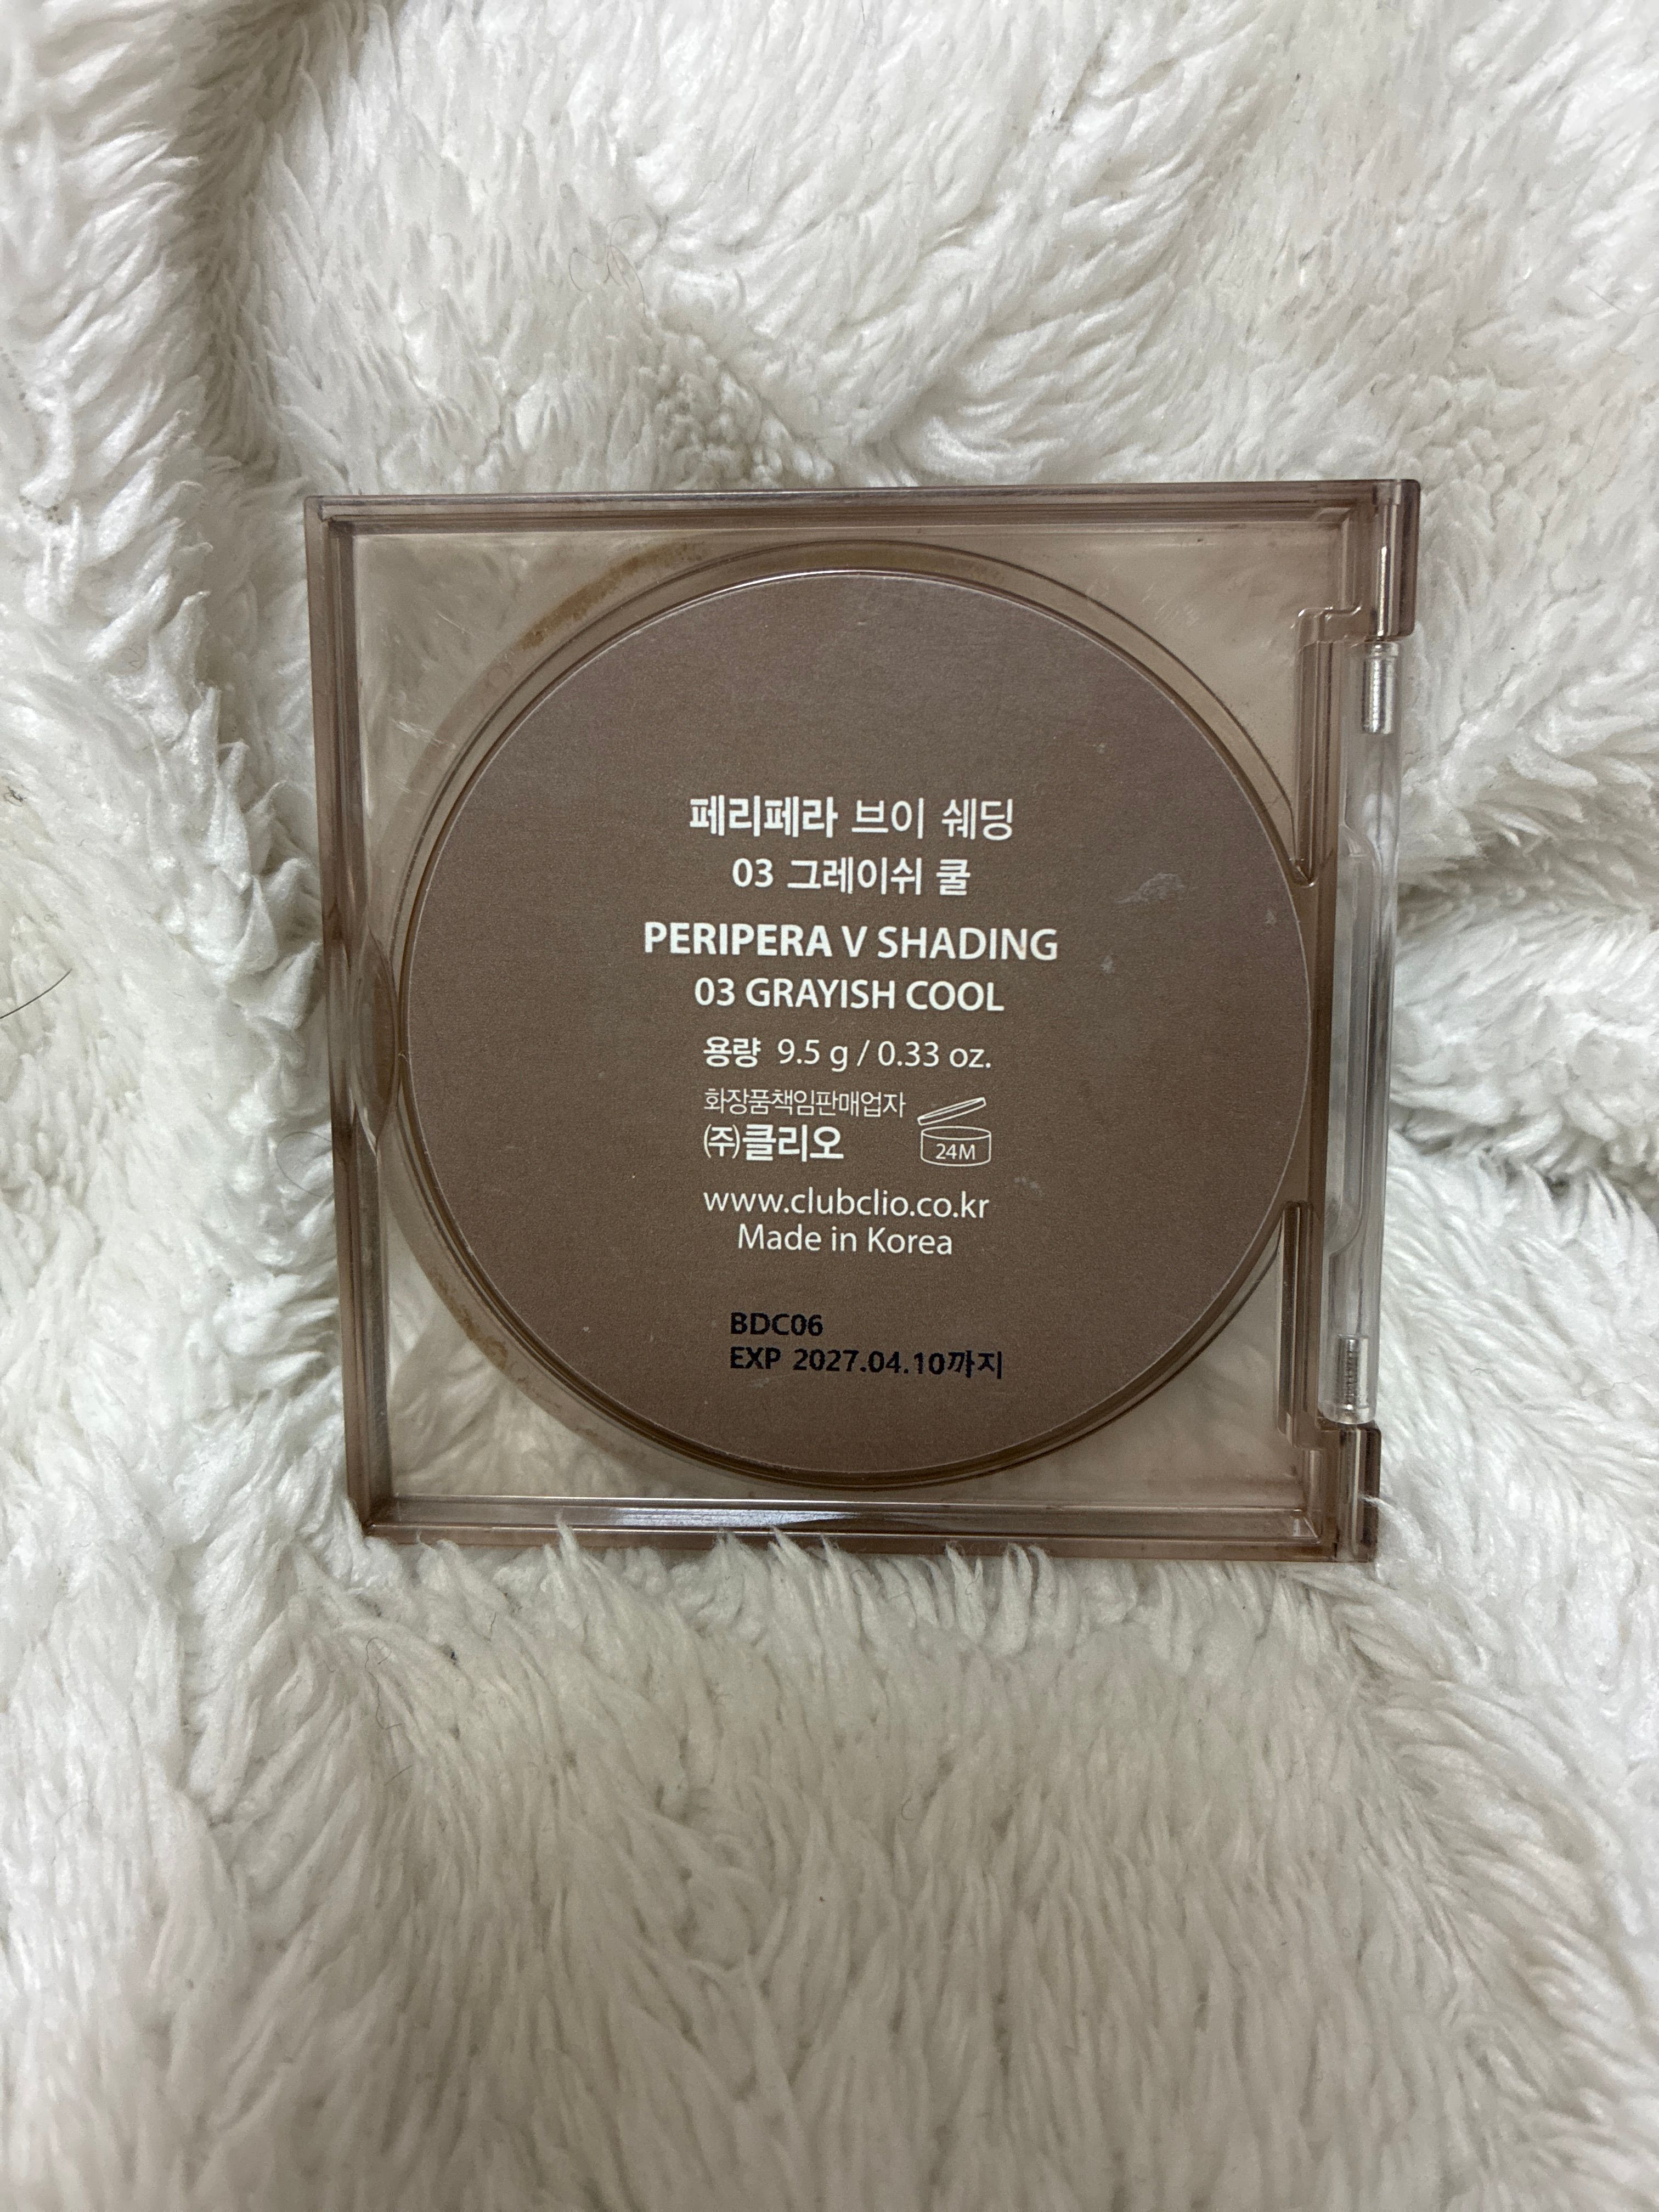 페리페라 브이 쉐딩
03 그레이쉬 쿨
PERIPERA V SHADING
03 GRAYISH COOL
용량 9.5 g / 0.33 oz.
화장품책임판매업자
㈜클리오
24M
www.clubclio.co.kr
Made in Korea
BDC06
EXP 2027.04.10까지